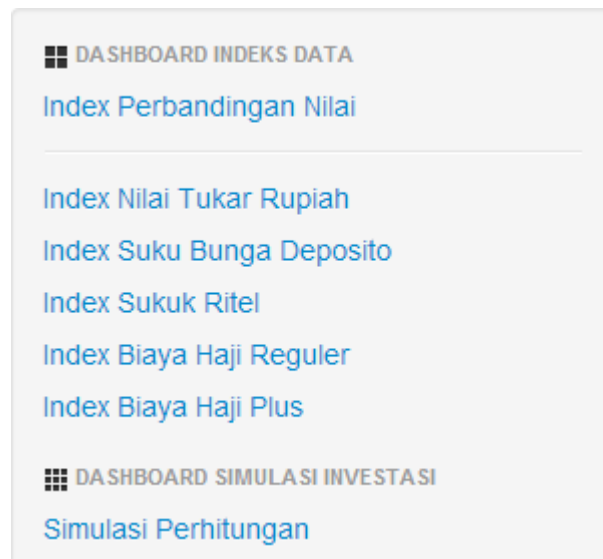 DASHBOARD INDEKS DATA
Index Perbandingan Nilai
Index Nilai Tukar Rupiah
Index Suku Bunga Deposito
Index Sukuk Ritel
Index Biaya Haji Reguler
Index Biaya Haji Plus
DASHBOARD SIMULASI INVESTASI
Simulasi Perhitungan